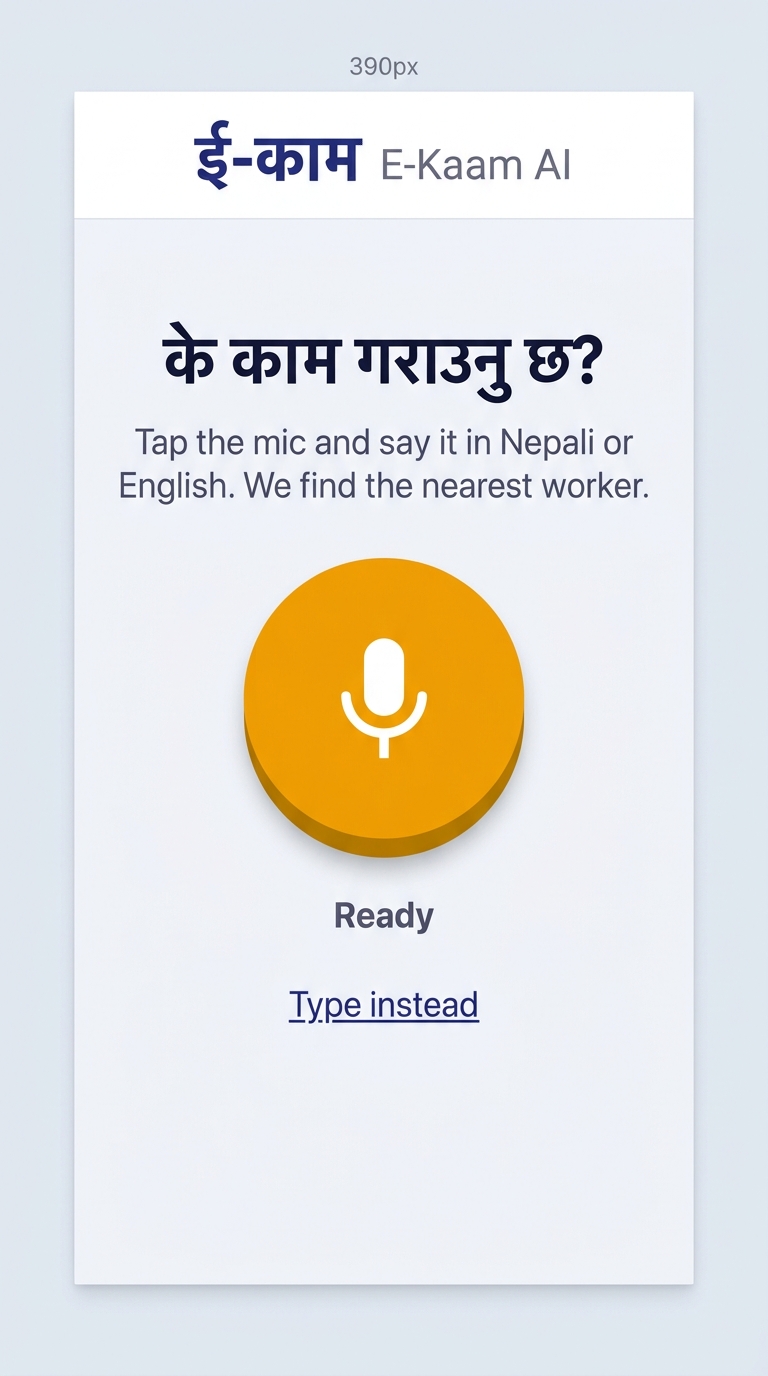 390px
ई-काम E-Kaam AI
के काम गराउनु छ?
Tap the mic and say it in Nepali or
English. We find the nearest worker.
Ready
Type instead